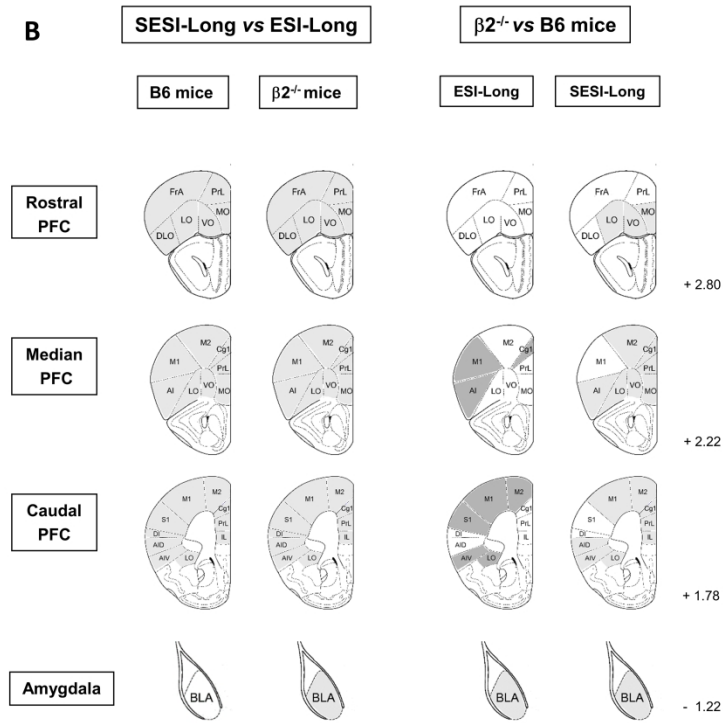 B
SESI-Long vs ESI-Long
β2-/- vs B6 mice
B6 mice
β2-/- mice
ESI-Long
SESI-Long
Rostral
PFC
FrA PrL MO LO VO DLO
FrA PrL MO LO VO DLO
FrA PrL MO LO VO DLO
FrA PrL MO LO VO DLO
+ 2.80
Median
PFC
M2 M1 Cg1 PrL AI LO VO MO
M2 M1 Cg1 PrL AI LO VO MO
M2 M1 Cg1 PrL AI LO VO MO
M2 M1 Cg1 PrL AI LO VO MO
+ 2.22
Caudal
PFC
M2 M1 Cg1 S1 PrL DI IL AID AIV LO
M2 M1 Cg1 S1 PrL DI IL AID AIV LO
M2 M1 Cg1 S1 PrL DI IL AID AIV LO
M2 M1 Cg1 S1 PrL DI IL AID AIV LO
+ 1.78
Amygdala
BLA
BLA
BLA
BLA
- 1.22